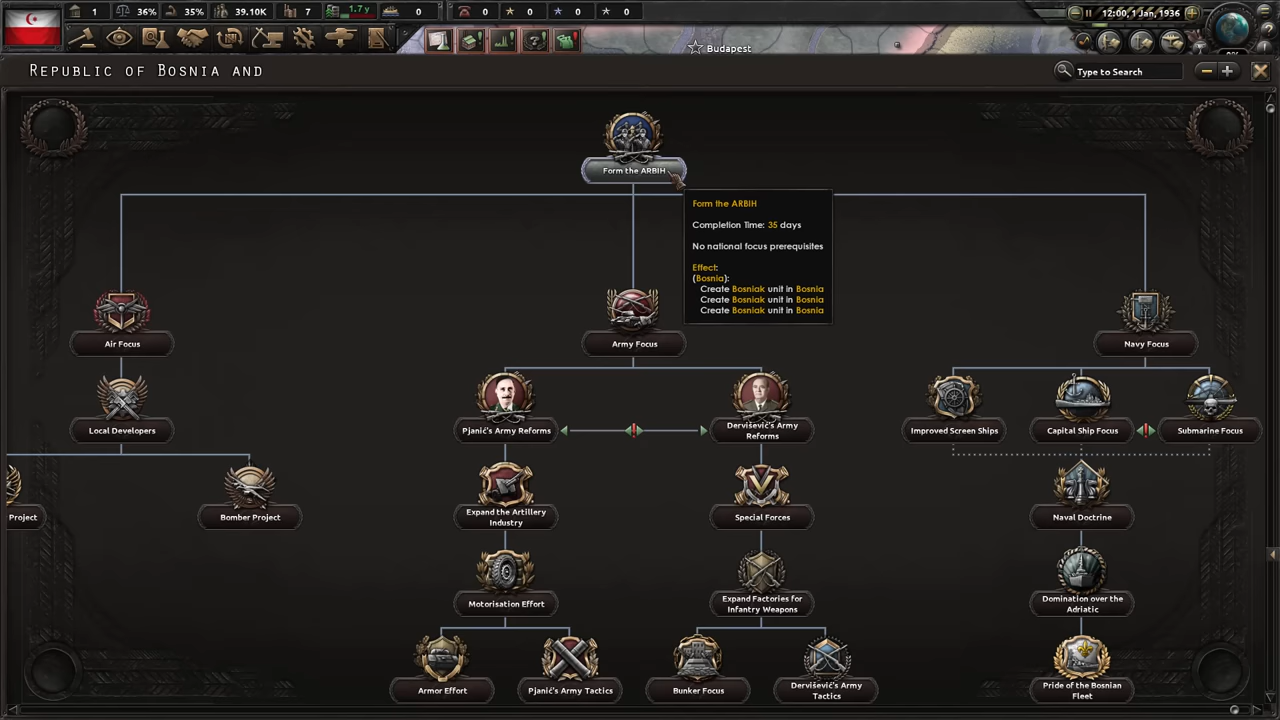 1 36% 35% 39.10K 7 1.7 y 0 0 0 0 0 12:00, 1 Jan, 1936
Budapest
REPUBLIC OF BOSNIA AND
Type to Search
Form the ARBIH
Form the ARBIH
Completion Time: 35 days
No national focus prerequisites
Effect:
(Bosnia):
Create Bosniak unit in Bosnia
Create Bosniak unit in Bosnia
Create Bosniak unit in Bosnia
Air Focus
Army Focus
Navy Focus
Local Developers
Pjanić's Army Reforms
Dervišević's Army
Reforms
Improved Screen Ships
Capital Ship Focus
Submarine Focus
Project
Bomber Project
Expand the Artillery
Industry
Special Forces
Naval Doctrine
Motorisation Effort
Expand Factories for
Infantry Weapons
Domination over the
Adriatic
Armor Effort
Pjanić's Army Tactics
Bunker Focus
Dervišević's Army
Tactics
Pride of the Bosnian
Fleet